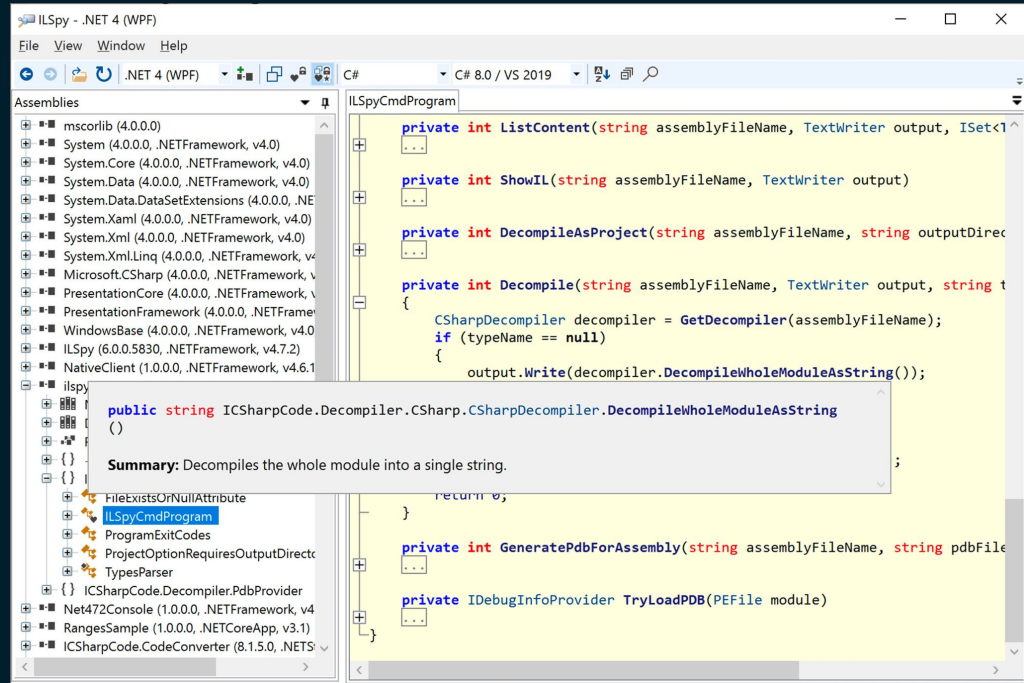 ILSpy - .NET 4 (WPF)
File View Window Help
.NET 4 (WPF) C# C# 8.0 / VS 2019
Assemblies
mscorlib (4.0.0.0)
System (4.0.0.0, .NETFramework, v4.0)
System.Core (4.0.0.0, .NETFramework, v4.0)
System.Data (4.0.0.0, .NETFramework, v4.0)
System.Data.DataSetExtensions (4.0.0.0, .NE
System.Xaml (4.0.0.0, .NETFramework, v4.0)
System.Xml (4.0.0.0, .NETFramework, v4.0)
System.Xml.Linq (4.0.0.0, .NETFramework, v4
Microsoft.CSharp (4.0.0.0, .NETFramework, v
PresentationCore (4.0.0.0, .NETFramework, v
PresentationFramework (4.0.0.0, .NETFrame
WindowsBase (4.0.0.0, .NETFramework, v4.0
ILSpy (6.0.0.5830, .NETFramework, v4.7.2)
NativeClient (1.0.0.0, .NETFramework, v4.6.1
ilspy
{ }
{ } I
FileExistsOrNullAttribute
ILSpyCmdProgram
ProgramExitCodes
ProjectOptionRequiresOutputDirecto
TypesParser
{ } ICSharpCode.Decompiler.PdbProvider
Net472Console (1.0.0.0, .NETFramework, v4
RangesSample (1.0.0.0, .NETCoreApp, v3.1)
ICSharpCode.CodeConverter (8.1.5.0, .NETS
ILSpyCmdProgram
private int ListContent(string assemblyFileName, TextWriter output, ISet<T
...
private int ShowIL(string assemblyFileName, TextWriter output)
...
private int DecompileAsProject(string assemblyFileName, string outputDirec
...
private int Decompile(string assemblyFileName, TextWriter output, string t
{
CSharpDecompiler decompiler = GetDecompiler(assemblyFileName);
if (typeName == null)
{
output.Write(decompiler.DecompileWholeModuleAsString());
public string ICSharpCode.Decompiler.CSharp.CSharpDecompiler.DecompileWholeModuleAsString
()
Summary: Decompiles the whole module into a single string.
;
return 0;
}
private int GeneratePdbForAssembly(string assemblyFileName, string pdbFile
...
private IDebugInfoProvider TryLoadPDB(PEFile module)
...
}